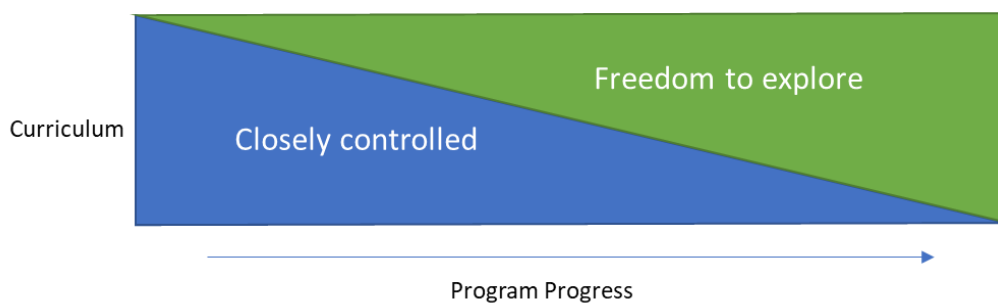 Freedom to explore
Curriculum
Closely controlled
Program Progress